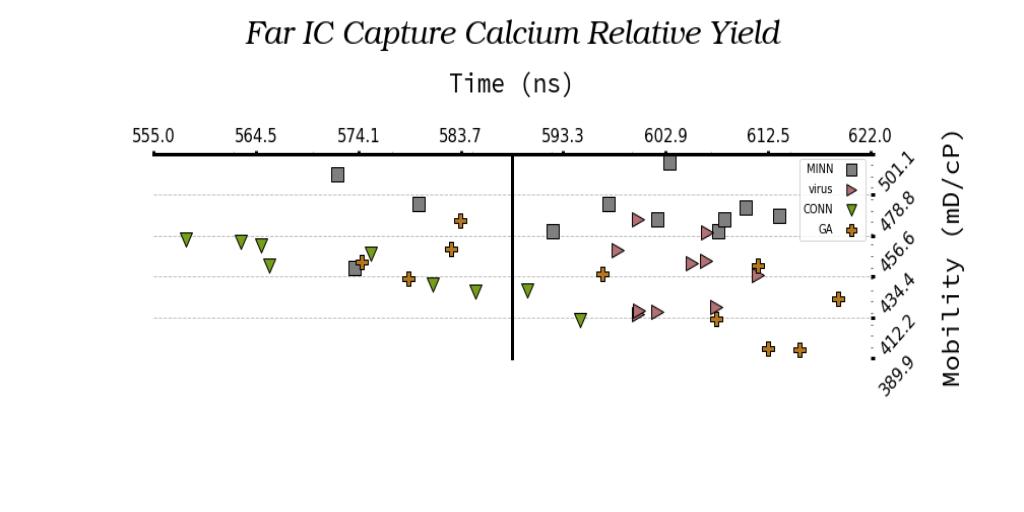 Far IC Capture Calcium Relative Yield
Time (ns)
555.0 564.5 574.1 583.7 593.3 602.9 612.5 622.0
MINN
virus
CONN
GA
501.1
478.8
456.6
434.4
412.2
389.9
Mobility (mD/cP)